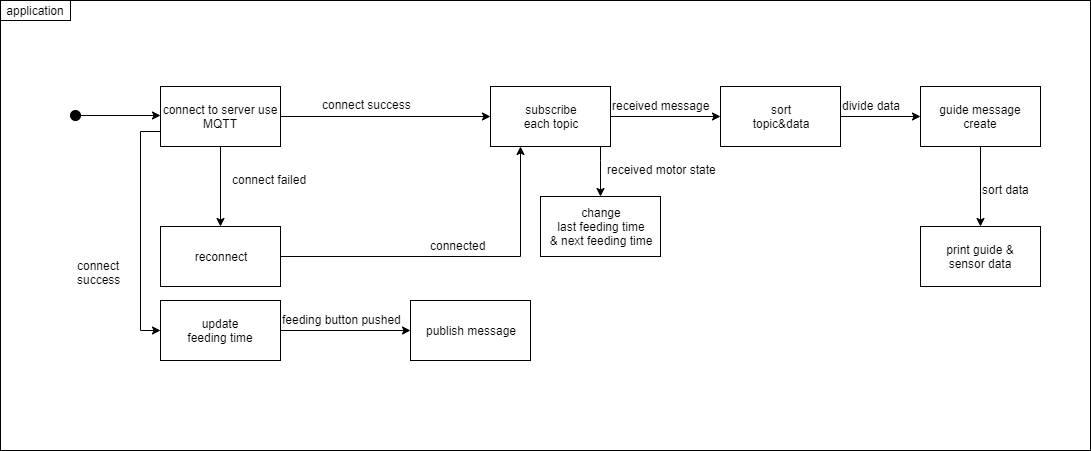 application
connect to server use
MQTT
connect success
subscribe
each topic
received message
sort
topic&data
divide data
guide message
create
connect failed
received motor state
sort data
change
last feeding time
& next feeding time
reconnect
connected
print guide &
sensor data
connect
success
update
feeding time
feeding button pushed
publish message